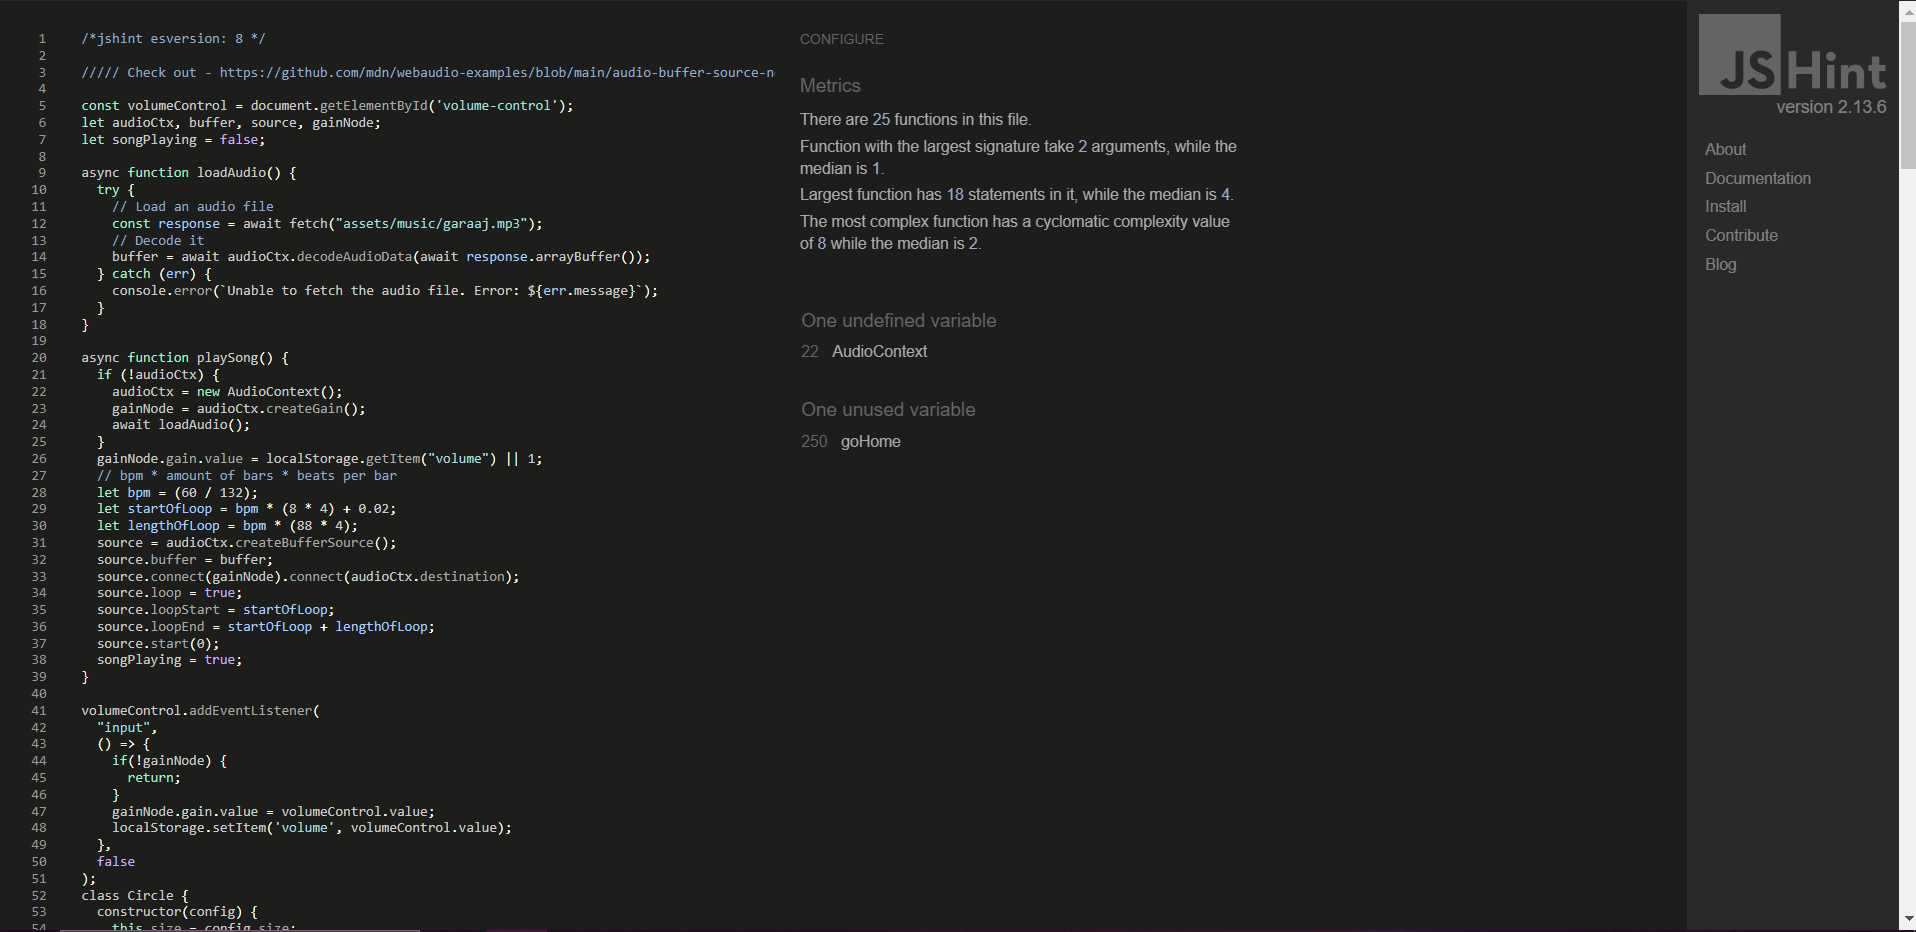 1 /*jshint esversion: 8 */
2
3 ///// Check out - https://github.com/mdn/webaudio-examples/blob/main/audio-buffer-source-n
4
5 const volumeControl = document.getElementById('volume-control');
6 let audioCtx, buffer, source, gainNode;
7 let songPlaying = false;
8
9 async function loadAudio() {
10 try {
11 // Load an audio file
12 const response = await fetch("assets/music/garaaj.mp3");
13 // Decode it
14 buffer = await audioCtx.decodeAudioData(await response.arrayBuffer());
15 } catch (err) {
16 console.error(`Unable to fetch the audio file. Error: ${err.message}`);
17 }
18 }
19
20 async function playSong() {
21 if (!audioCtx) {
22 audioCtx = new AudioContext();
23 gainNode = audioCtx.createGain();
24 await loadAudio();
25 }
26 gainNode.gain.value = localStorage.getItem("volume") || 1;
27 // bpm * amount of bars * beats per bar
28 let bpm = (60 / 132);
29 let startOfLoop = bpm * (8 * 4) + 0.02;
30 let lengthOfLoop = bpm * (88 * 4);
31 source = audioCtx.createBufferSource();
32 source.buffer = buffer;
33 source.connect(gainNode).connect(audioCtx.destination);
34 source.loop = true;
35 source.loopStart = startOfLoop;
36 source.loopEnd = startOfLoop + lengthOfLoop;
37 source.start(0);
38 songPlaying = true;
39 }
40
41 volumeControl.addEventListener(
42 "input",
43 () => {
44 if(!gainNode) {
45 return;
46 }
47 gainNode.gain.value = volumeControl.value;
48 localStorage.setItem('volume', volumeControl.value);
49 },
50 false
51 );
52 class Circle {
53 constructor(config) {
54 this.size = config.size;
CONFIGURE
Metrics
There are 25 functions in this file.
Function with the largest signature take 2 arguments, while the
median is 1.
Largest function has 18 statements in it, while the median is 4.
The most complex function has a cyclomatic complexity value
of 8 while the median is 2.
One undefined variable
22 AudioContext
One unused variable
250 goHome
JSHint
version 2.13.6
About
Documentation
Install
Contribute
Blog